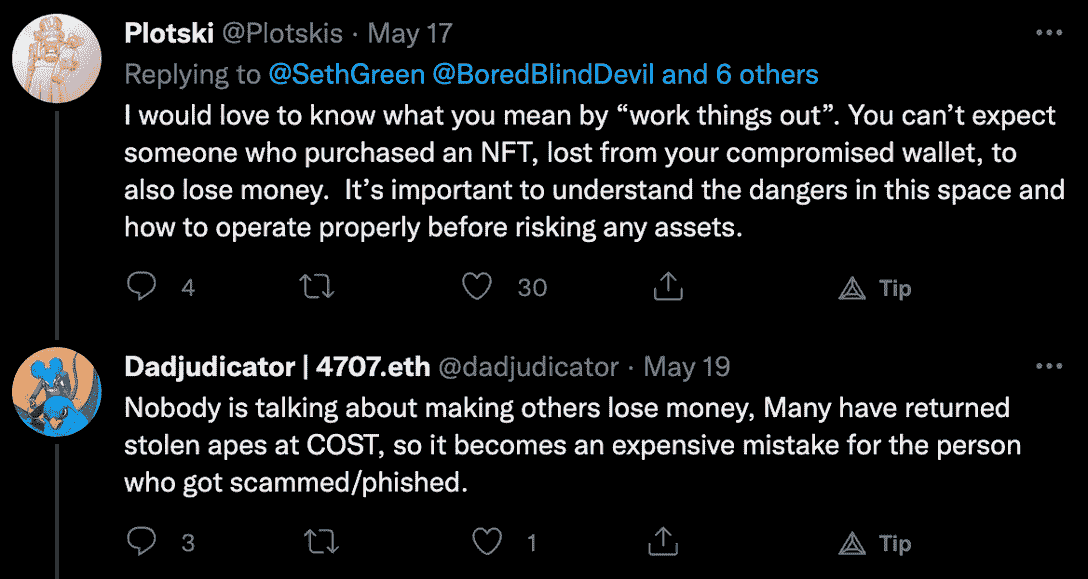 Plotski @Plotskis · May 17
Replying to @SethGreen @BoredBlindDevil and 6 others
I would love to know what you mean by “work things out”. You can’t expect
someone who purchased an NFT, lost from your compromised wallet, to
also lose money.  It’s important to understand the dangers in this space and
how to operate properly before risking any assets.
4 30 Tip
Dadjudicator | 4707.eth @dadjudicator · May 19
Nobody is talking about making others lose money, Many have returned
stolen apes at COST, so it becomes an expensive mistake for the person
who got scammed/phished.
3 1 Tip